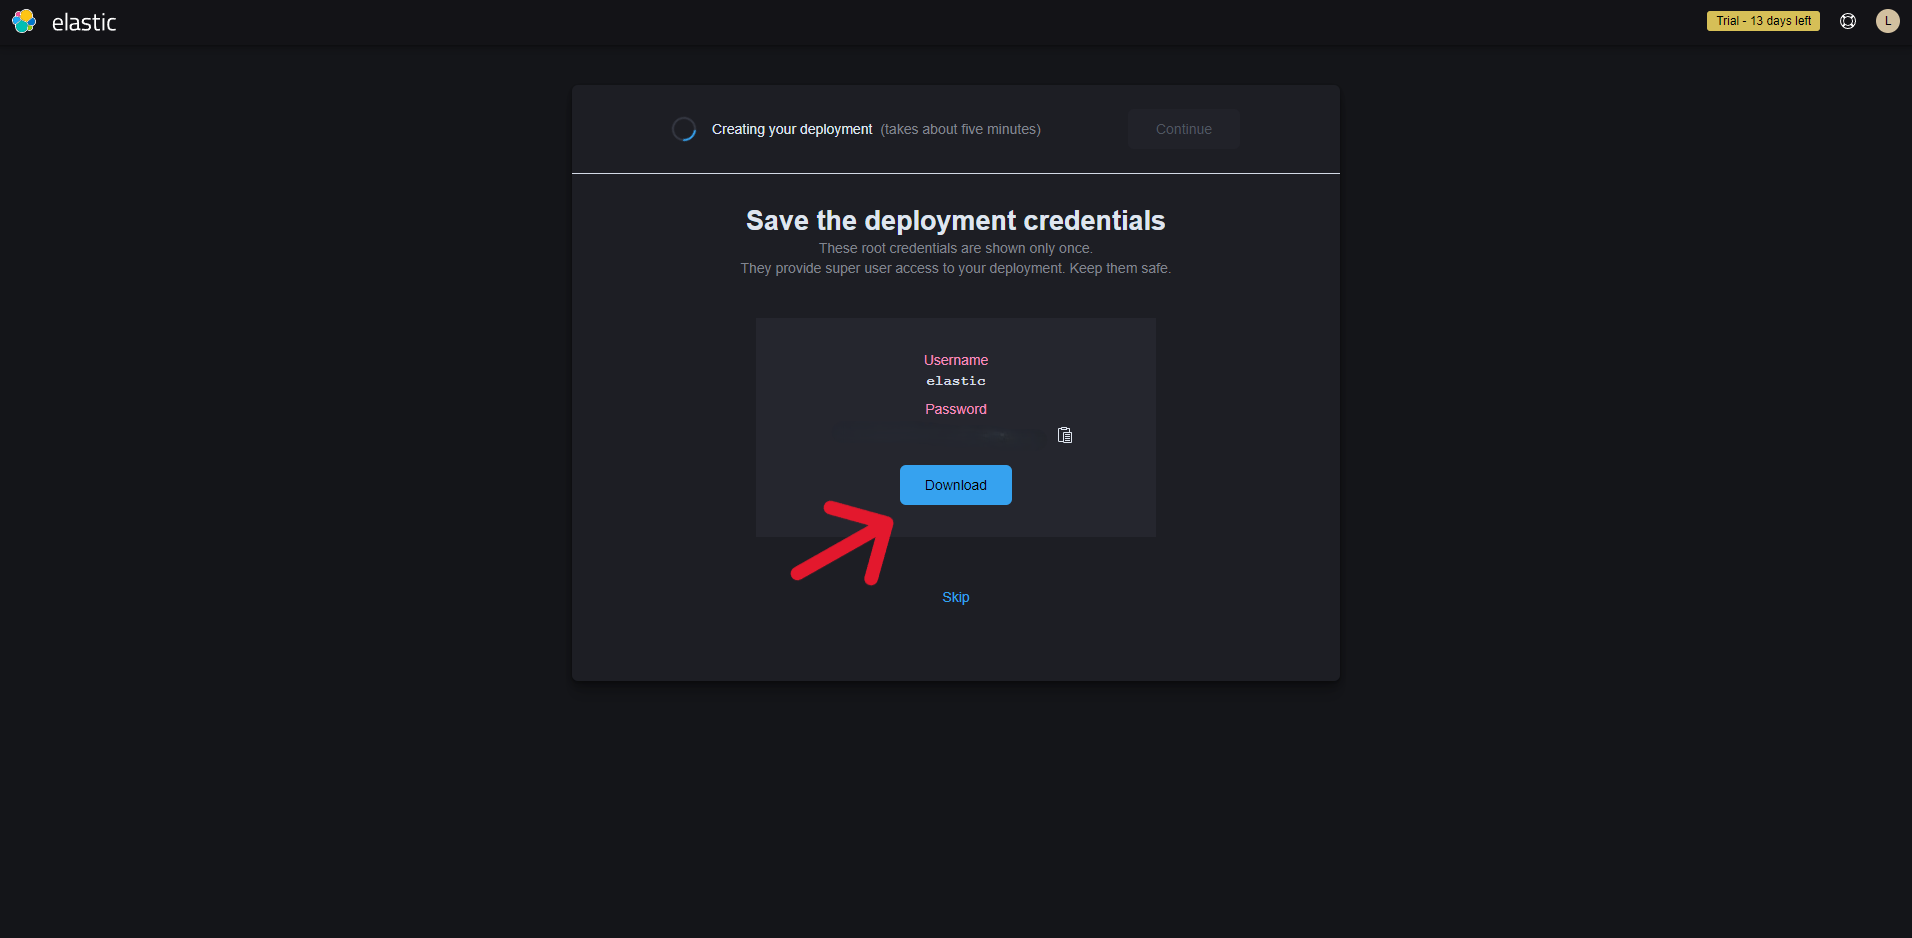 elastic
Trial - 13 days left
L
Creating your deployment (takes about five minutes)
Continue
Save the deployment credentials
These root credentials are shown only once.
They provide super user access to your deployment. Keep them safe.
Username
elastic
Password
Download
Skip